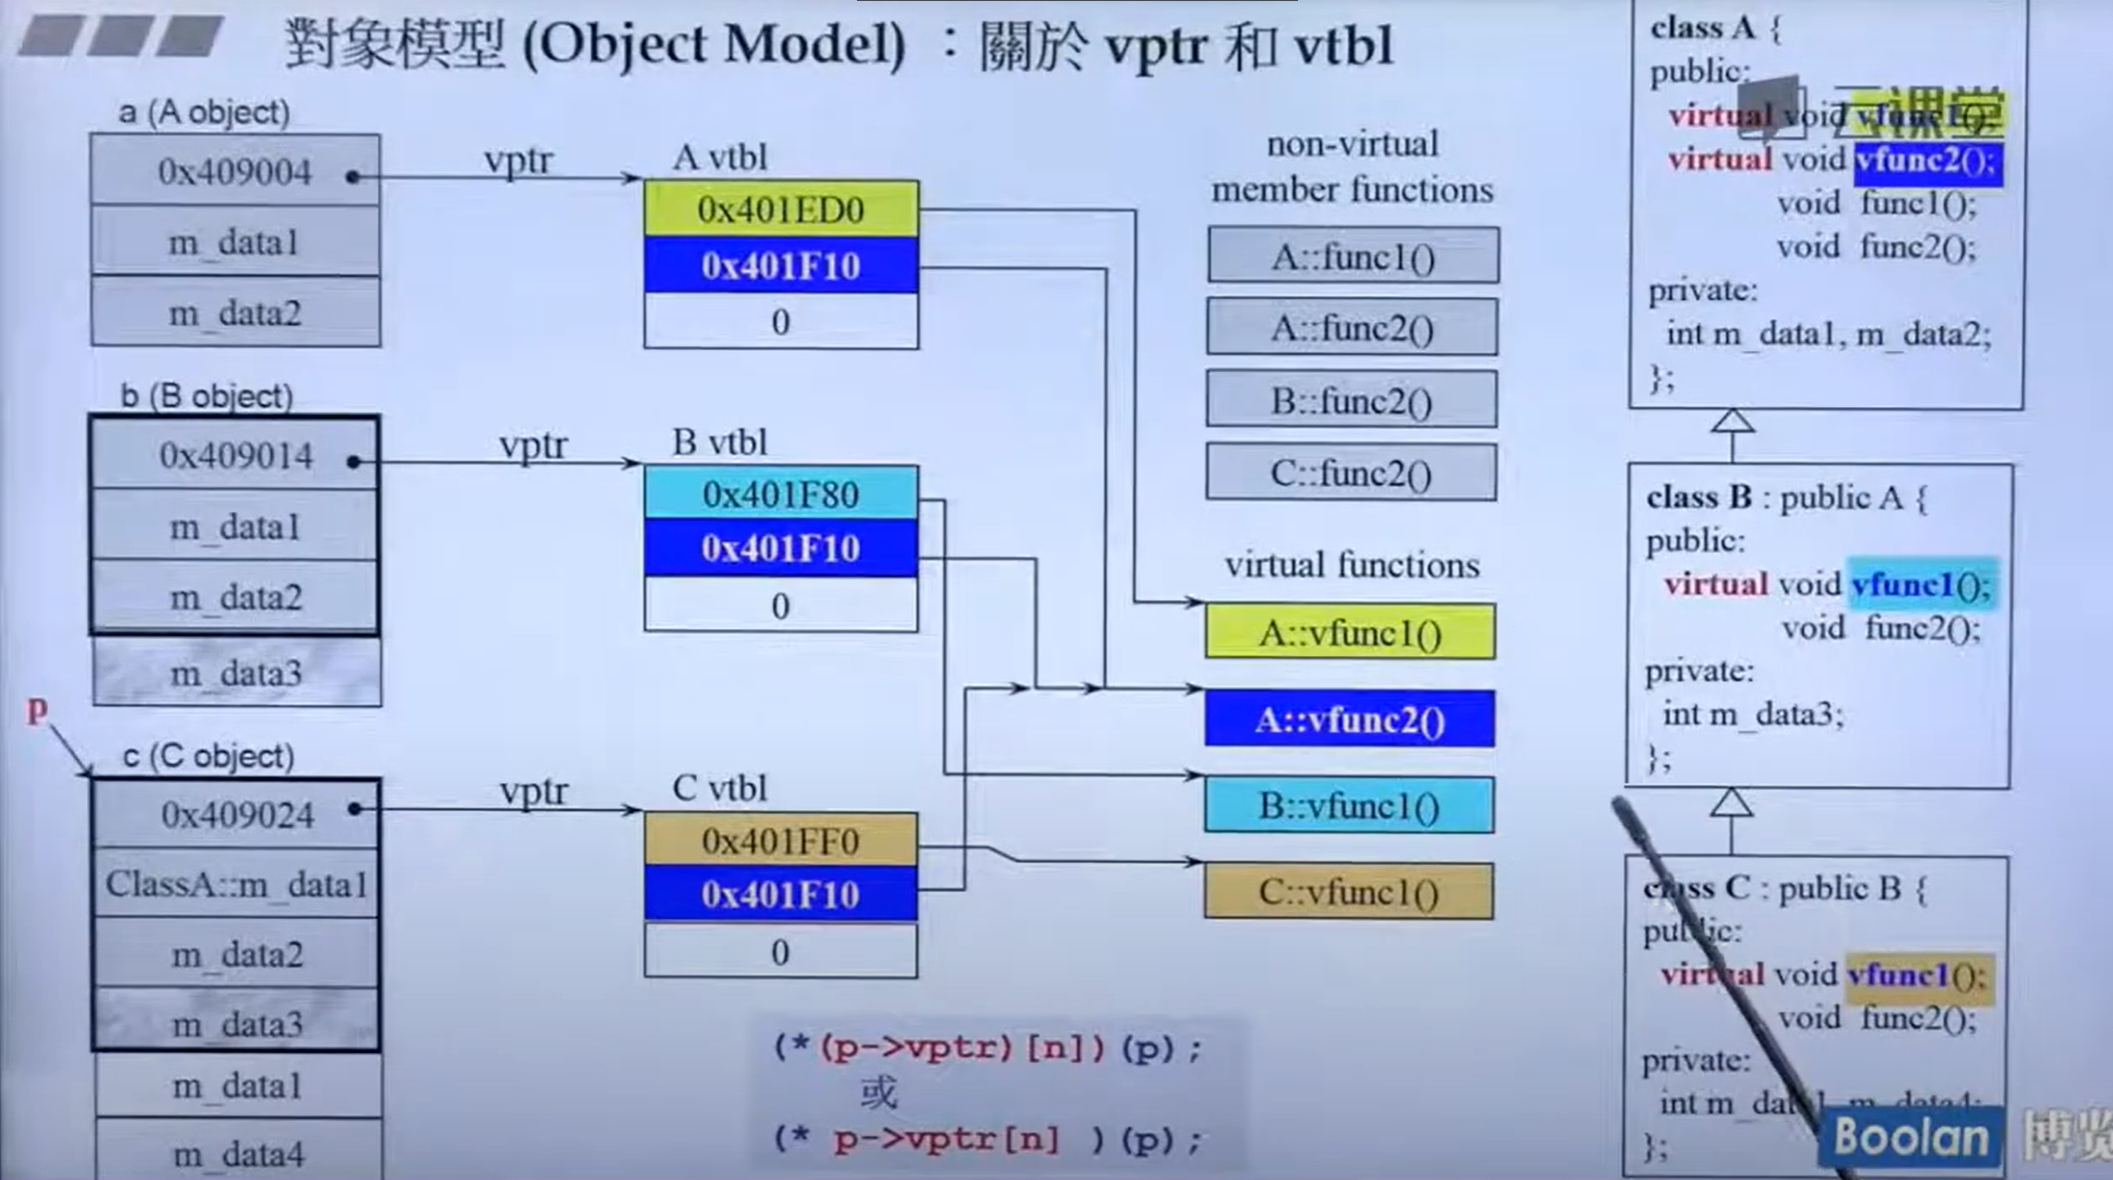 對象模型 (Object Model) ：關於 vptr 和 vtbl
a (A object)
0x409004
m_data1
m_data2
vptr
A vtbl
0x401ED0
0x401F10
0
b (B object)
0x409014
m_data1
m_data2
m_data3
vptr
B vtbl
0x401F80
0x401F10
0
p
c (C object)
0x409024
ClassA::m_data1
m_data2
m_data3
m_data1
m_data4
vptr
C vtbl
0x401FF0
0x401F10
0
(*(p->vptr)[n])(p);
或
(* p->vptr[n] )(p);
non-virtual
member functions
A::func1()
A::func2()
B::func2()
C::func2()
virtual functions
A::vfunc1()
A::vfunc2()
B::vfunc1()
C::vfunc1()
class A {
public:
virtual void vfunc1();
virtual void vfunc2();
void func1();
void func2();
private:
int m_data1, m_data2;
};
云课堂
class B : public A {
public:
virtual void vfunc1();
void func2();
private:
int m_data3;
};
class C : public B {
public:
virtual void vfunc1();
void func2();
private:
int m_data1, m_data4;
};
Boolan 博览